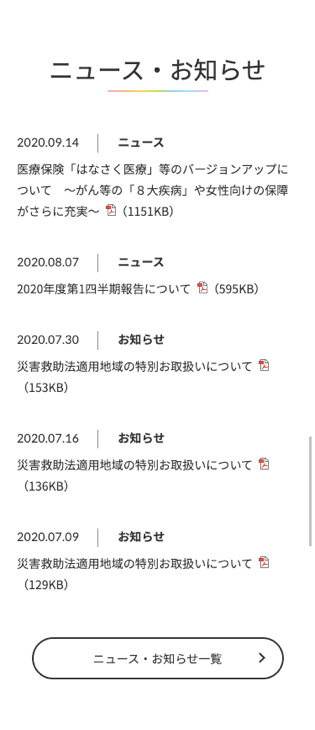 ニュース・お知らせ
2020.09.14 ニュース
医療保険「はなさく医療」等のバージョンアップに
ついて　～がん等の「８大疾病」や女性向けの保障
がさらに充実～ （1151KB）
2020.08.07 ニュース
2020年度第1四半期報告について （595KB）
2020.07.30 お知らせ
災害救助法適用地域の特別お取扱いについて
（153KB）
2020.07.16 お知らせ
災害救助法適用地域の特別お取扱いについて
（136KB）
2020.07.09 お知らせ
災害救助法適用地域の特別お取扱いについて
（129KB）
ニュース・お知らせ一覧